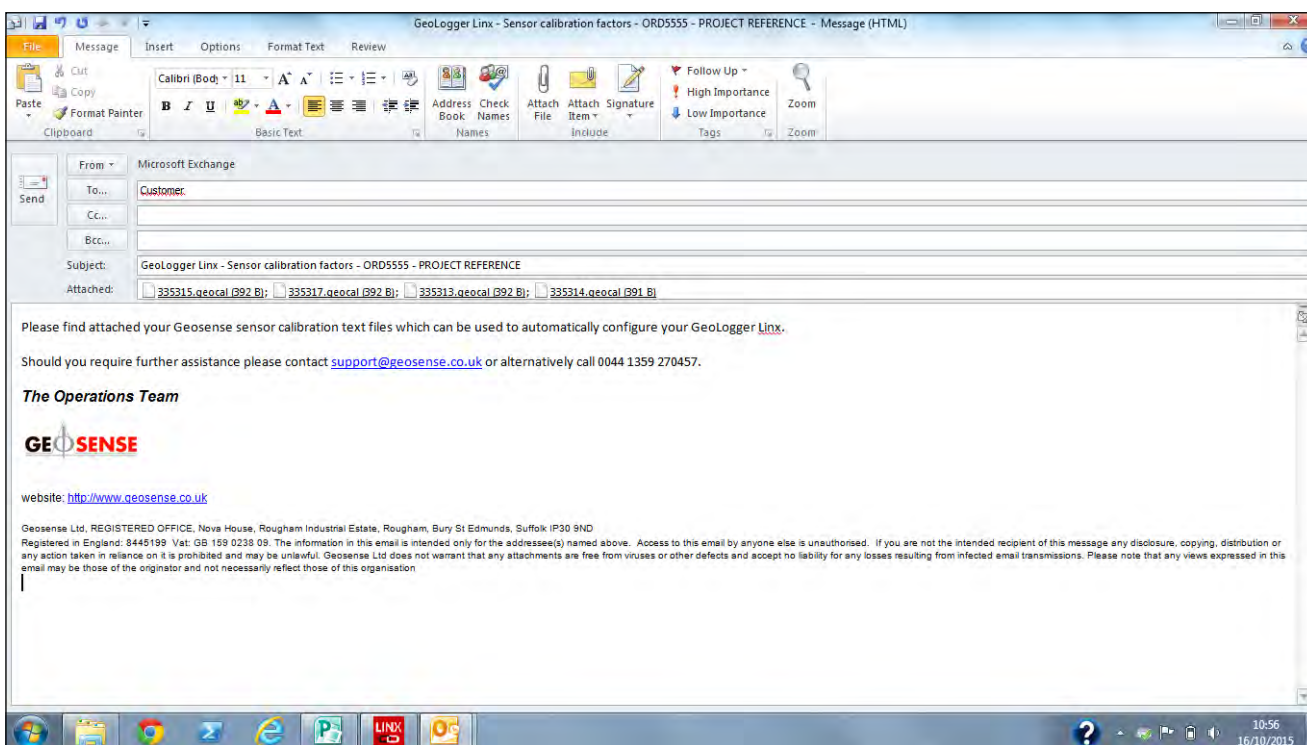 GeoLogger Linx - Sensor calibration factors - ORD5555 - PROJECT REFERENCE - Message (HTML)
File Message Insert Options Format Text Review
Paste
Cut
Copy
Format Painter
Clipboard
Calibri (Body 11
B I U
Basic Text
Address Book
Check Names
Names
Attach File
Attach Item
Signature
Include
Follow Up
High Importance
Low Importance
Tags
Zoom
Zoom
Send
From Microsoft Exchange
To... Customer
Cc...
Bcc...
Subject: GeoLogger Linx - Sensor calibration factors - ORD5555 - PROJECT REFERENCE
Attached: 335315.geocal (392 B); 335317.geocal (392 B); 335313.geocal (392 B); 335314.geocal (391 B)
Please find attached your Geosense sensor calibration text files which can be used to automatically configure your GeoLogger Linx.
Should you require further assistance please contact support@geosense.co.uk or alternatively call 0044 1359 270457.
The Operations Team
GEOSENSE
website: http://www.geosense.co.uk
Geosense Ltd, REGISTERED OFFICE, Nova House, Rougham Industrial Estate, Rougham, Bury St Edmunds, Suffolk IP30 9ND
Registered in England: 8445199 Vat: GB 159 0238 09. The information in this email is intended only for the addressee(s) named above. Access to this email by anyone else is unauthorised. If you are not the intended recipient of this message any disclosure, copying, distribution or
any action taken in reliance on it is prohibited and may be unlawful. Geosense Ltd does not warrant that any attachments are free from viruses or other defects and accept no liability for any losses resulting from infected email transmissions. Please note that any views expressed in this
email may be those of the originator and not necessarily reflect those of this organisation
LINX
10:56
16/10/2015